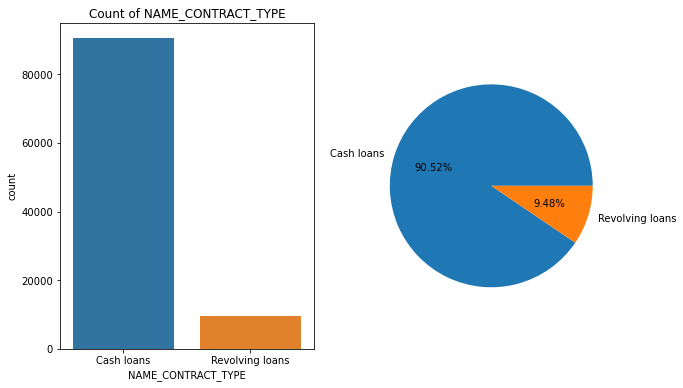 Count of NAME_CONTRACT_TYPE
80000
60000
40000
20000
0
count
Cash loans
Revolving loans
NAME_CONTRACT_TYPE
Cash loans
90.52%
9.48%
Revolving loans